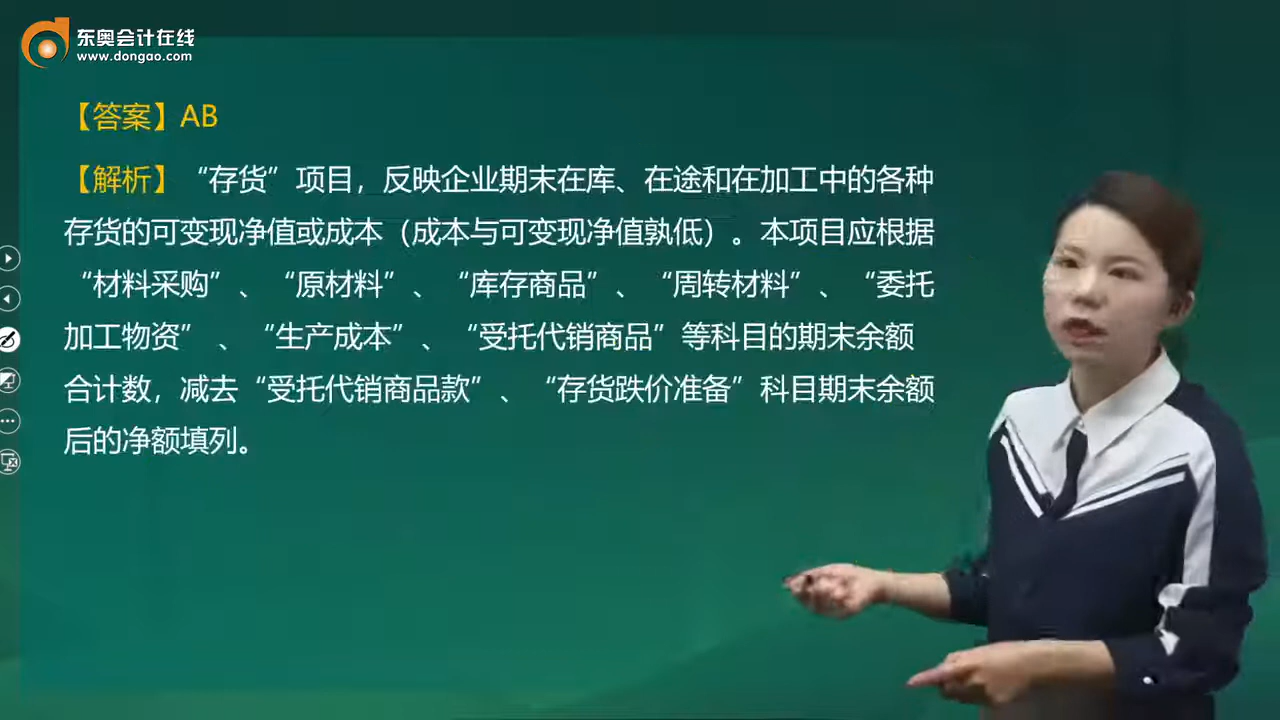 东奥会计在线
www.dongao.com
【答案】AB
【解析】“存货”项目，反映企业期末在库、在途和在加工中的各种
存货的可变现净值或成本（成本与可变现净值孰低）。本项目应根据
“材料采购”、“原材料”、“库存商品”、“周转材料”、“委托
加工物资”、“生产成本”、“受托代销商品”等科目的期末余额
合计数，减去“受托代销商品款”、“存货跌价准备”科目期末余额
后的净额填列。